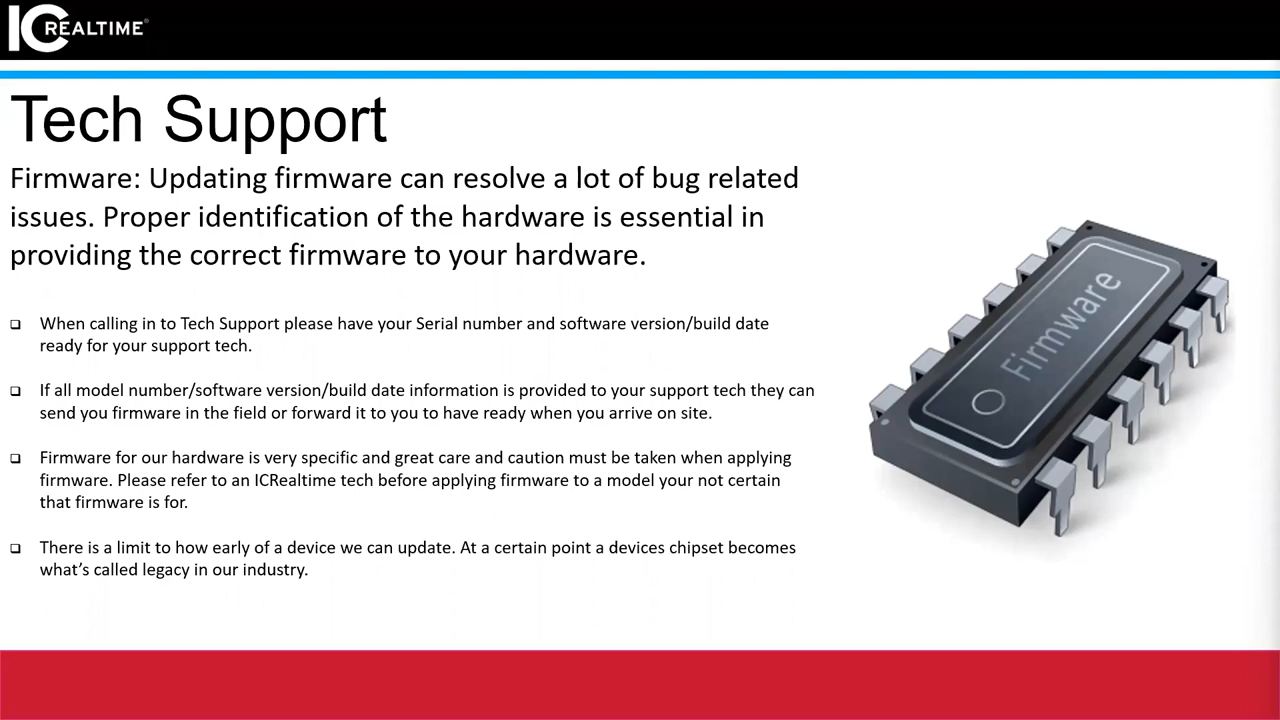 IC REALTIME®
Tech Support
Firmware: Updating firmware can resolve a lot of bug related
issues. Proper identification of the hardware is essential in
providing the correct firmware to your hardware.
❑ When calling in to Tech Support please have your Serial number and software version/build date
ready for your support tech.
❑ If all model number/software version/build date information is provided to your support tech they can
send you firmware in the field or forward it to you to have ready when you arrive on site.
❑ Firmware for our hardware is very specific and great care and caution must be taken when applying
firmware. Please refer to an ICRealtime tech before applying firmware to a model your not certain
that firmware is for.
❑ There is a limit to how early of a device we can update. At a certain point a devices chipset becomes
what’s called legacy in our industry.
Firmware